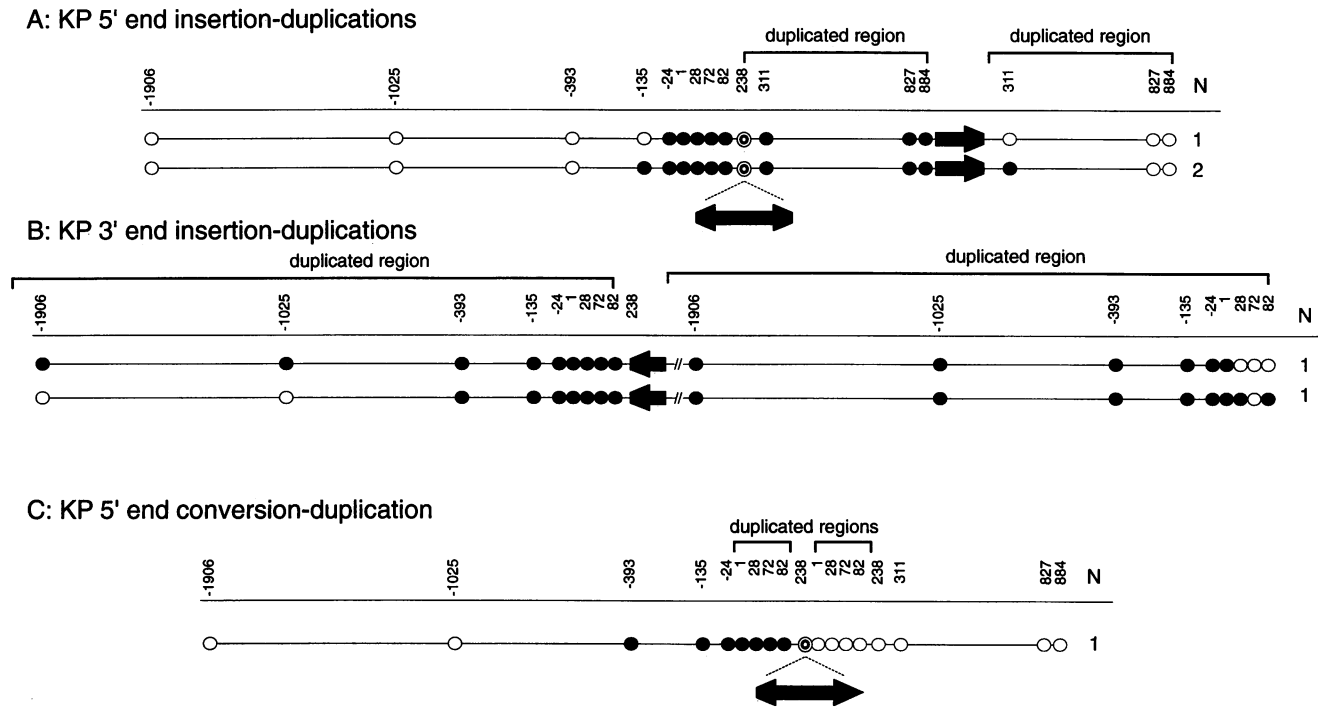 A: KP 5' end insertion-duplications
duplicated region duplicated region
-1906 -1025 -393 -135 -24 1 28 72 82 238 311 827 884 311 827 884 N
1
2
B: KP 3' end insertion-duplications
duplicated region duplicated region
-1906 -1025 -393 -135 -24 1 28 72 82 238 -1906 -1025 -393 -135 -24 1 28 72 82 N
// 1
// 1
C: KP 5' end conversion-duplication
duplicated regions
-1906 -1025 -393 -135 -24 1 28 72 82 238 1 28 72 82 238 311 827 884 N
1